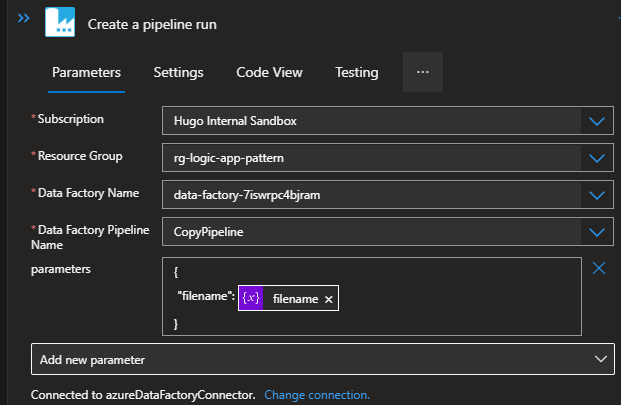 Create a pipeline run
Parameters Settings Code View Testing ...
*Subscription Hugo Internal Sandbox
*Resource Group rg-logic-app-pattern
*Data Factory Name data-factory-7iswrpc4bjram
*Data Factory Pipeline
Name
CopyPipeline
parameters
{
"filename": {x} filename ×
}
Add new parameter
Connected to azureDataFactoryConnector. Change connection.